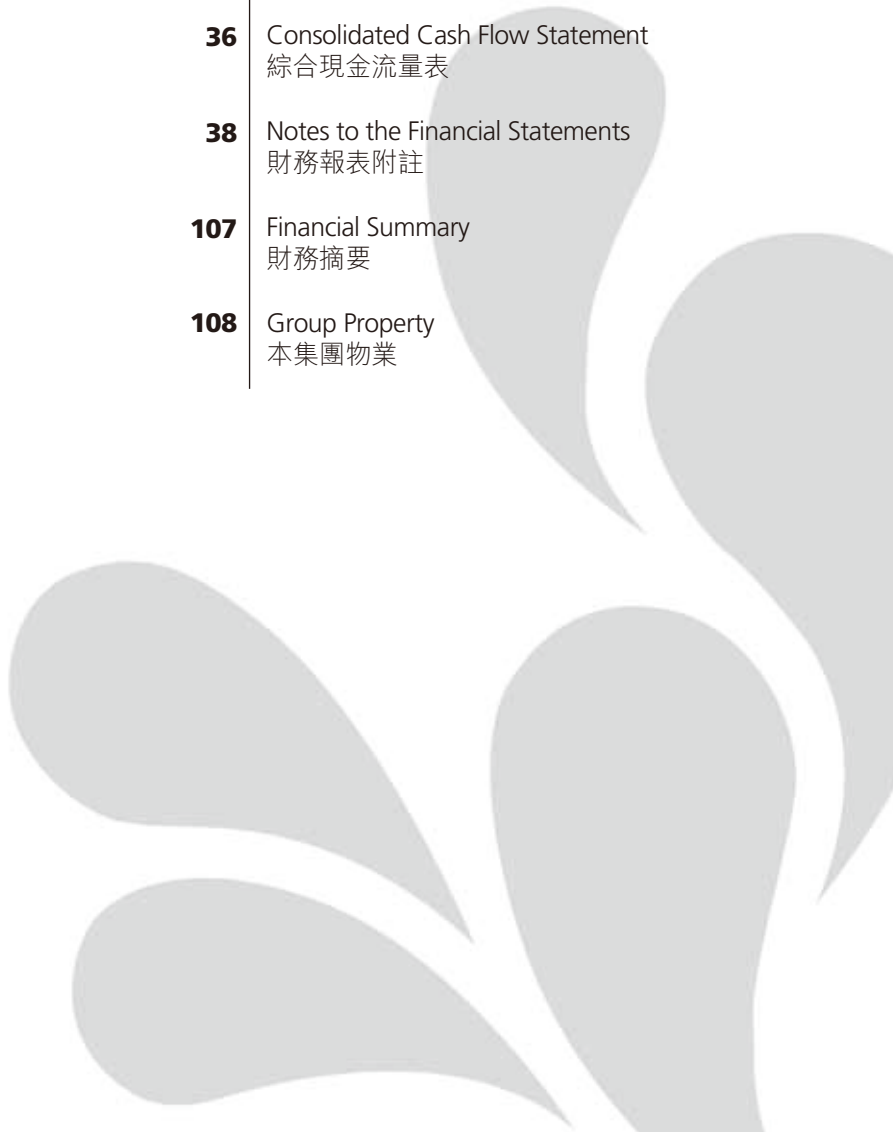 36 Consolidated Cash Flow Statement
綜合現金流量表
38 Notes to the Financial Statements
財務報表附註
107 Financial Summary
財務摘要
108 Group Property
本集團物業